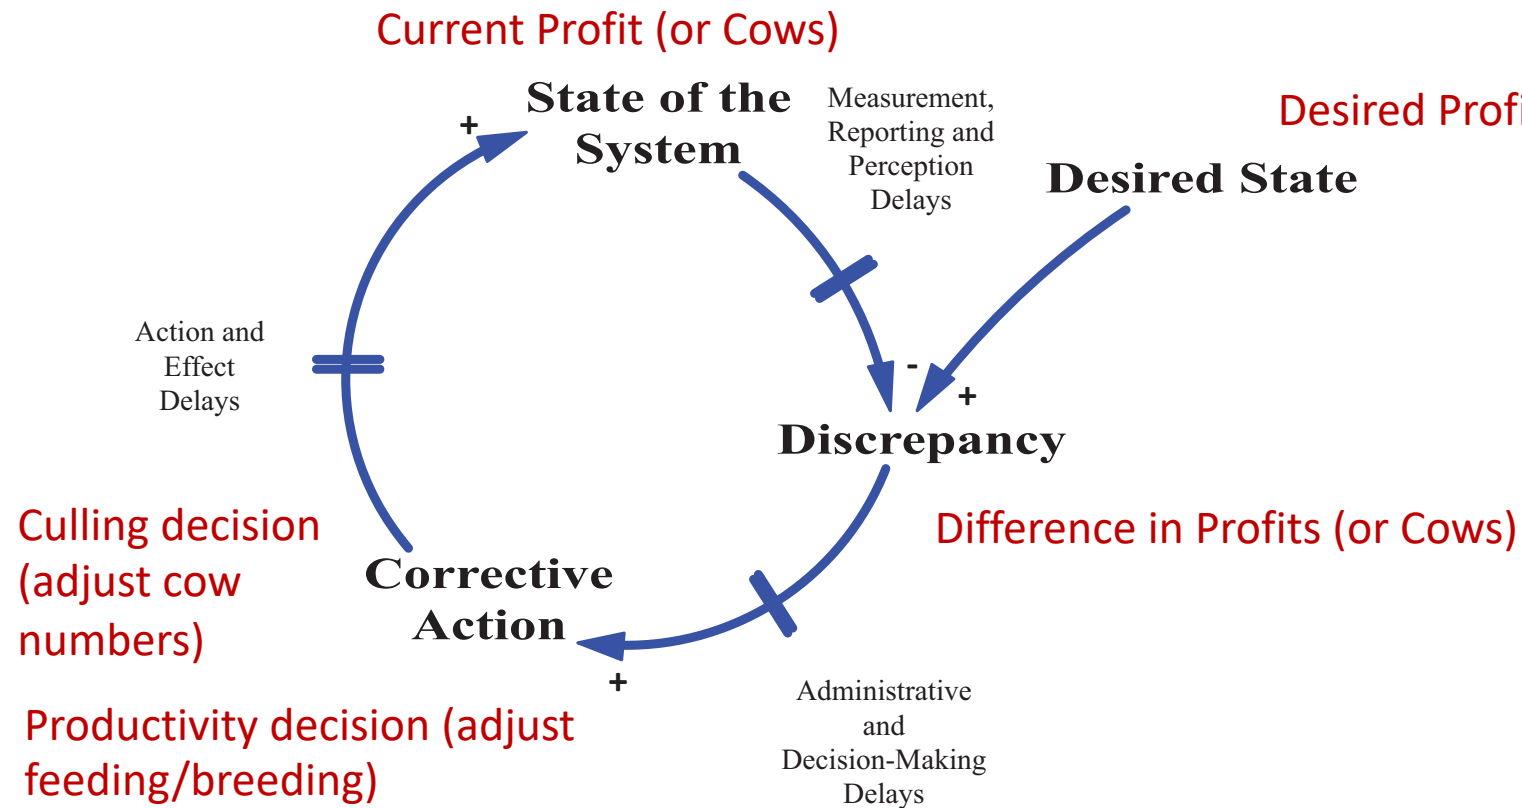 Current Profit (or Cows)
State of the
System
+
Measurement,
Reporting and
Perception
Delays
Desired Profi
Desired State
Action and
Effect
Delays
-
+
Discrepancy
Difference in Profits (or Cows)
Culling decision
(adjust cow
numbers)
Corrective
Action
+
Administrative
and
Decision-Making
Delays
Productivity decision (adjust
feeding/breeding)